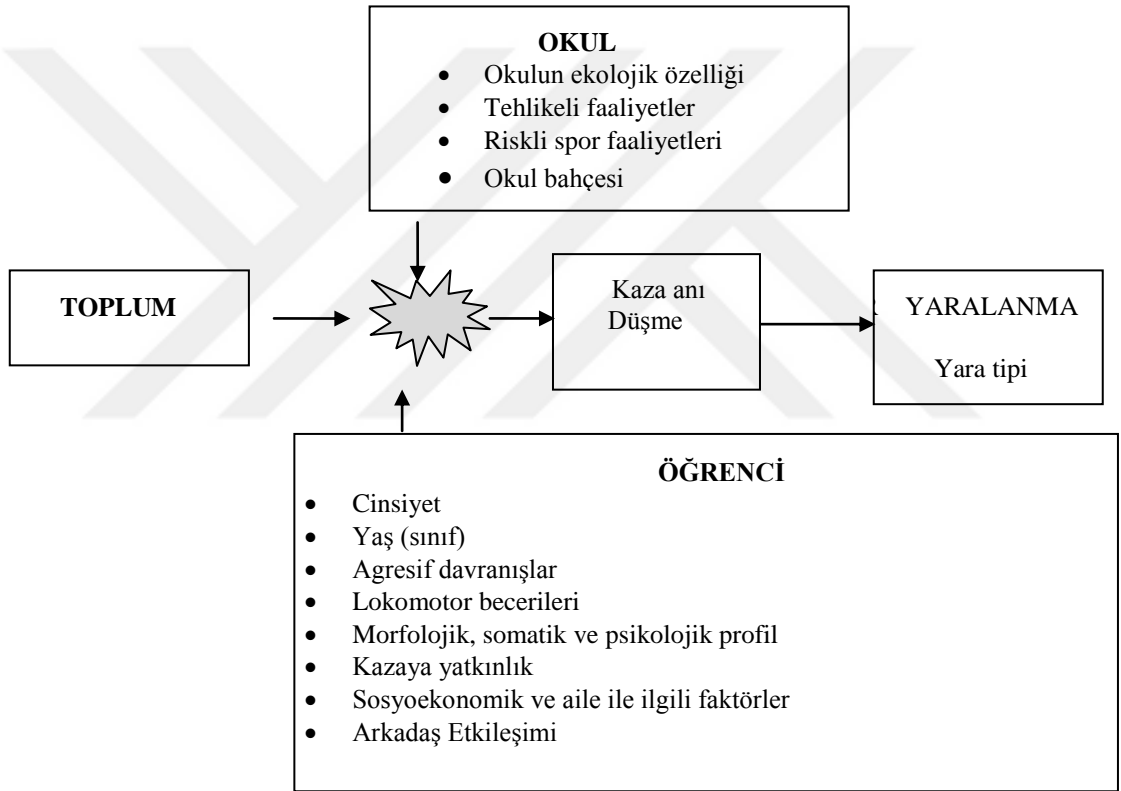 OKUL
• Okulun ekolojik özelliği
• Tehlikeli faaliyetler
• Riskli spor faaliyetleri
• Okul bahçesi
TOPLUM
Kaza anı
Düşme
YARALANMA
Yara tipi
ÖĞRENCİ
• Cinsiyet
• Yaş (sınıf)
• Agresif davranışlar
• Lokomotor becerileri
• Morfolojik, somatik ve psikolojik profil
• Kazaya yatkınlık
• Sosyoekonomik ve aile ile ilgili faktörler
• Arkadaş Etkileşimi